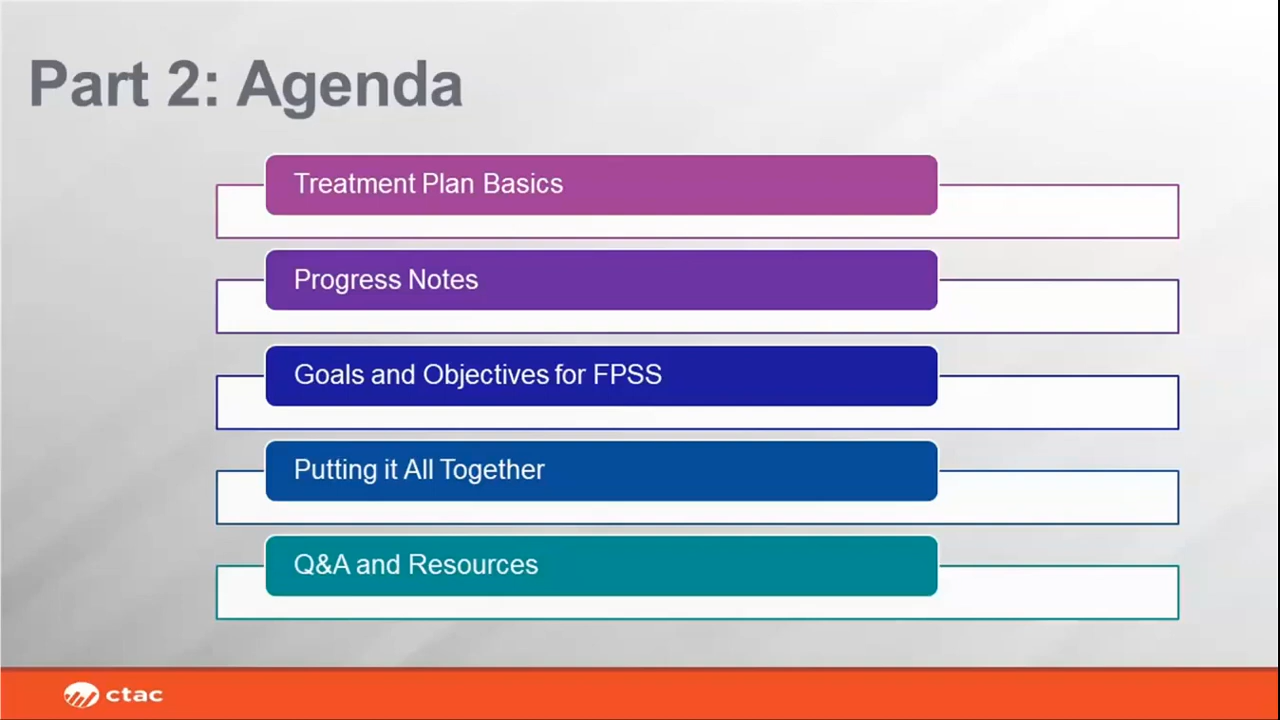 Part 2: Agenda
Treatment Plan Basics
Progress Notes
Goals and Objectives for FPSS
Putting it All Together
Q&A and Resources
ctac